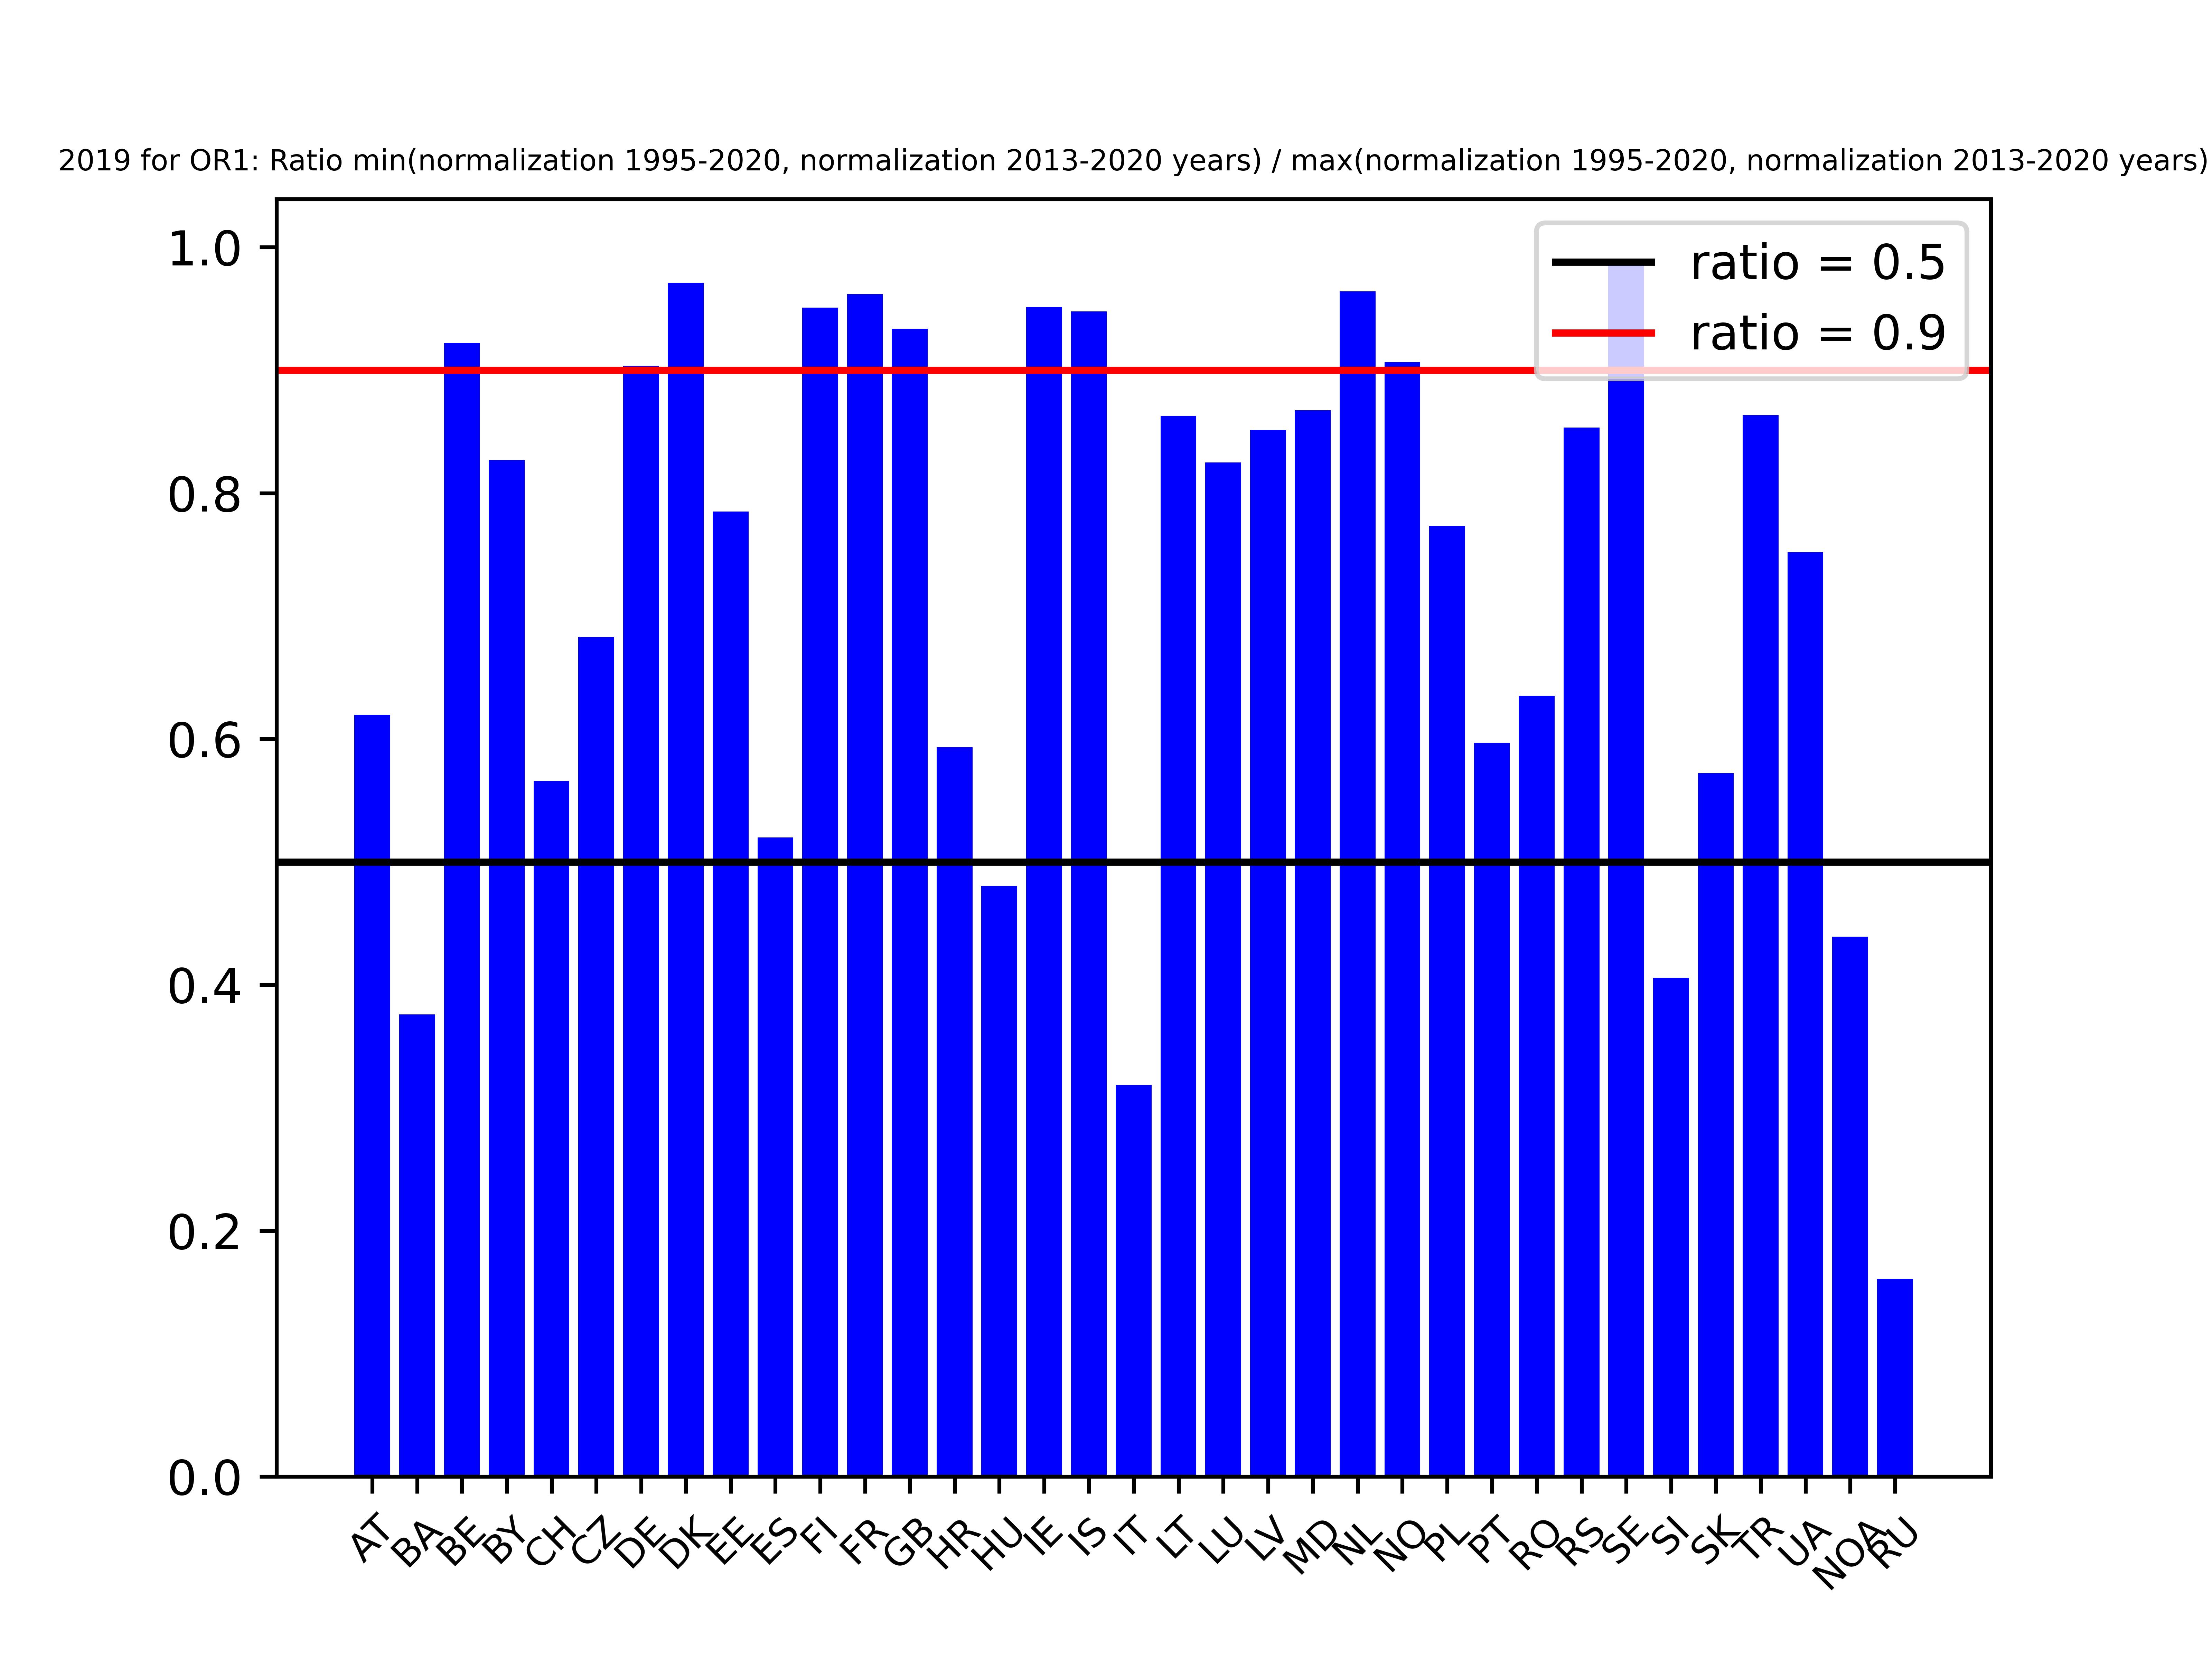 2019 for OR1: Ratio min(normalization 1995-2020, normalization 2013-2020 years) / max(normalization 1995-2020, normalization 2013-2020 years)
ratio = 0.5
ratio = 0.9
1.0
0.8
0.6
0.4
0.2
0.0
AT BA BE BY CH CZ DE DK EE ES FI FR GB HR HU IE IS IT LT LU LV MD NL NO PL PT RO RS SE SI SK TR UA NOA RU